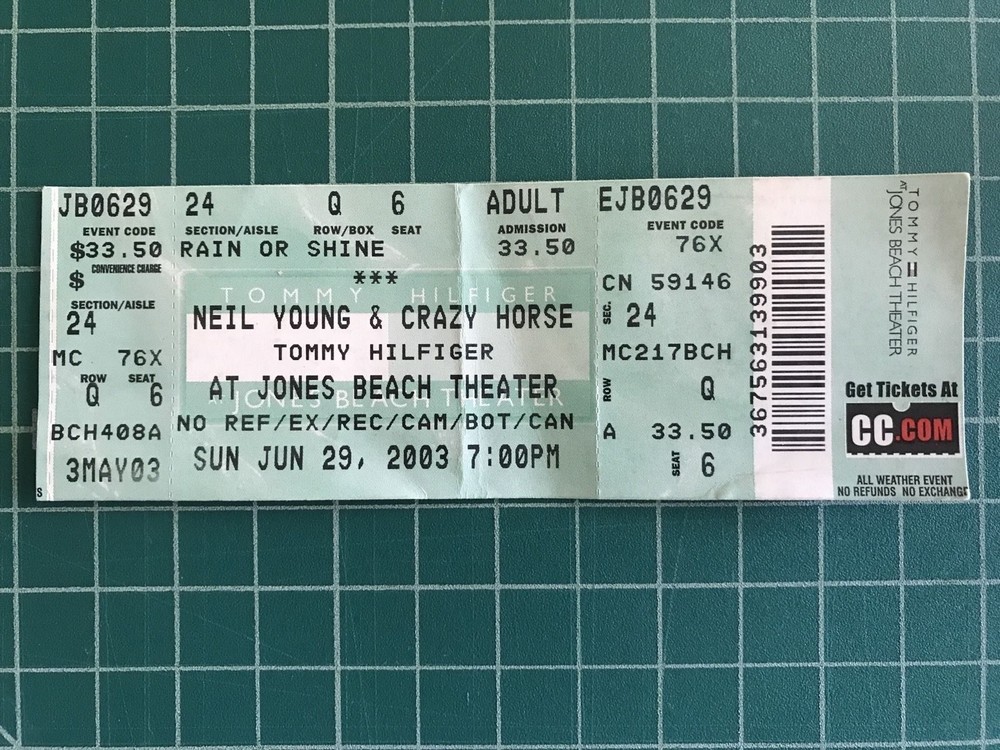 JB0629
EVENT CODE
$33.50
$ CONVENIENCE CHARGE
SECTION/AISLE
24
MC 76X
ROW SEAT
Q 6
BCH408A
3MAY03
S
24 Q 6 ADULT
SECTION/AISLE ROW/BOX SEAT ADMISSION
RAIN OR SHINE 33.50
***
TOMMY HILFIGER
NEIL YOUNG & CRAZY HORSE
TOMMY HILFIGER
AT JONES BEACH THEATER
AT JONES BEACH THEATER
NO REF/EX/REC/CAM/BOT/CAN
SUN JUN 29, 2003 7:00PM
EJB0629
EVENT CODE
76X
CN 59146
SEC. 24
MC217BCH
ROW Q
A 33.50
SEAT 6
367563139903
TOMMY HILFIGER
AT JONES BEACH THEATER
Get Tickets At
CC.COM
ALL WEATHER EVENT
NO REFUNDS NO EXCHANG